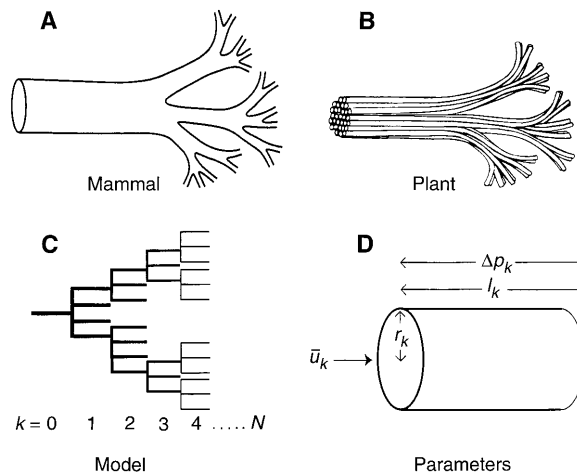 A
B
Mammal
Plant
C
D
Δp_k
l_k
r_k
ū_k
k = 0 1 2 3 4 ..... N
Model
Parameters